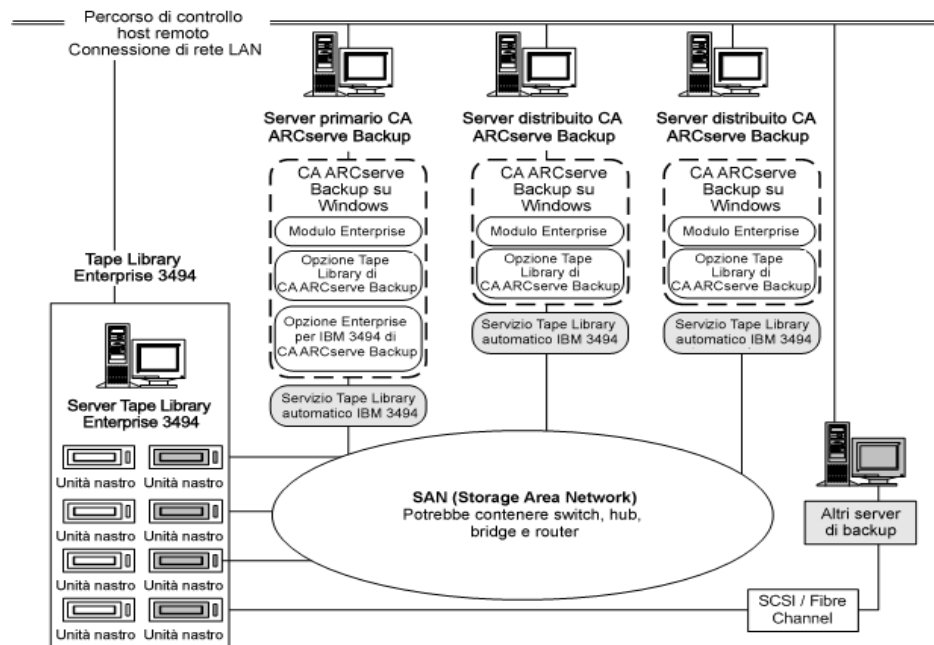 Percorso di controllo
host remoto
Connessione di rete LAN
Server primario CA
ARCserve Backup
Server distribuito CA
ARCserve Backup
Server distribuito CA
ARCserve Backup
CA ARCserve
Backup su
Windows
Modulo Enterprise
Opzione Tape
Library di
CA ARCserve Backup
Opzione Enterprise
per IBM 3494 di
CA ARCserve Backup
Servizio Tape Library
automatico IBM 3494
CA ARCserve
Backup su
Windows
Modulo Enterprise
Opzione Tape
Library di
CA ARCserve Backup
Servizio Tape Library
automatico IBM 3494
CA ARCserve
Backup su
Windows
Modulo Enterprise
Opzione Tape
Library di
CA ARCserve Backup
Servizio Tape Library
automatico IBM 3494
Tape Library
Enterprise 3494
Server Tape Library
Enterprise 3494
Unità nastro Unità nastro
Unità nastro Unità nastro
Unità nastro Unità nastro
Unità nastro Unità nastro
SAN (Storage Area Network)
Potrebbe contenere switch, hub,
bridge e router
Altri server
di backup
SCSI / Fibre
Channel